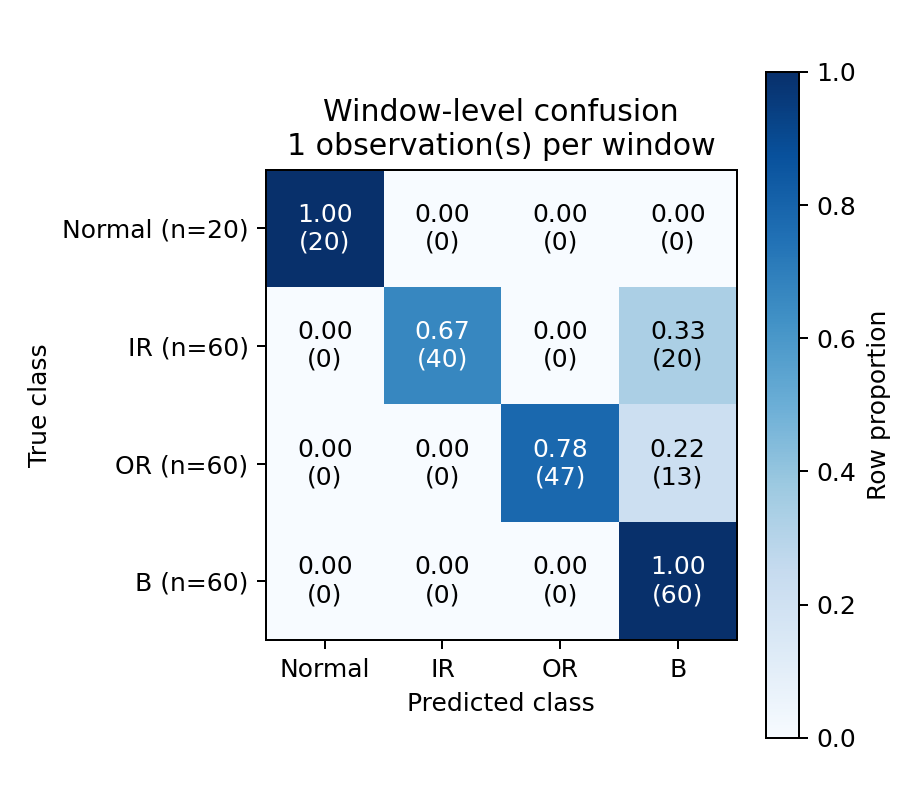 Window-level confusion
1 observation(s) per window
Normal (n=20)
1.00 0.00 0.00 0.00
(20) (0) (0) (0)
IR (n=60)
0.00 0.67 0.00 0.33
(0) (40) (0) (20)
OR (n=60)
0.00 0.00 0.78 0.22
(0) (0) (47) (13)
B (n=60)
0.00 0.00 0.00 1.00
(0) (0) (0) (60)
Normal IR OR B
Predicted class
True class
1.0
0.8
0.6
0.4
0.2
0.0
Row proportion